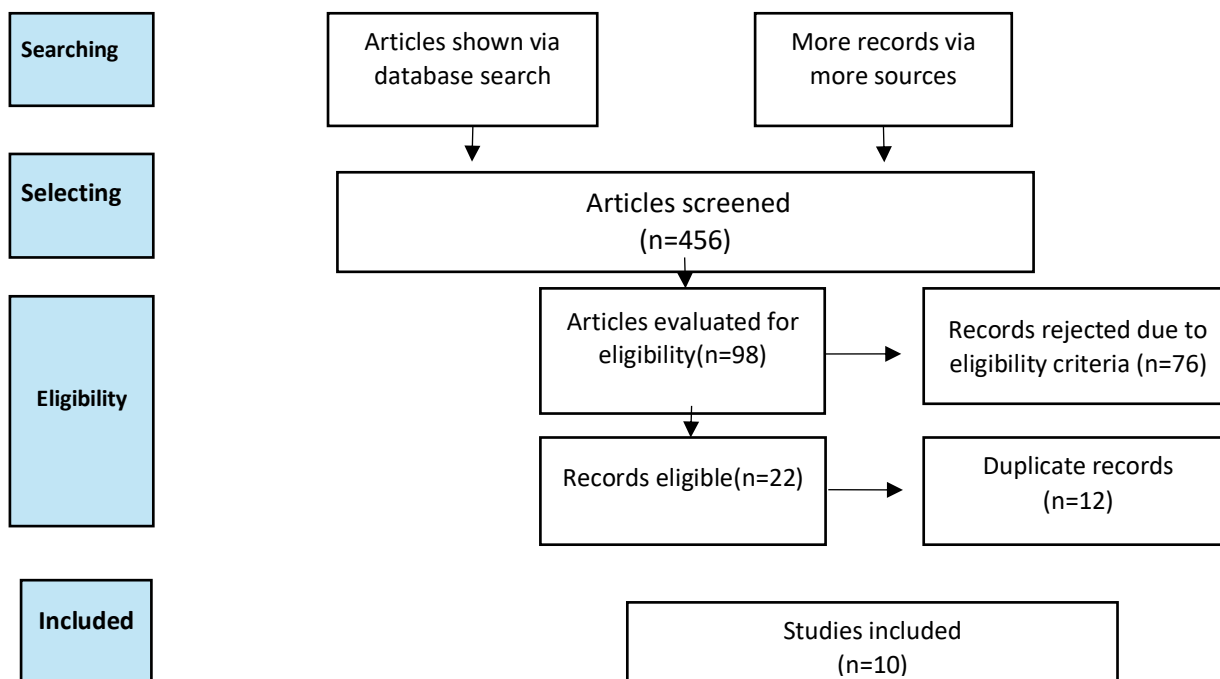 Searching
Articles shown via
database search
More records via
more sources
Selecting
Articles screened
(n=456)
Eligibility
Articles evaluated for
eligibility(n=98)
Records rejected due to
eligibility criteria (n=76)
Records eligible(n=22)
Duplicate records
(n=12)
Included
Studies included
(n=10)